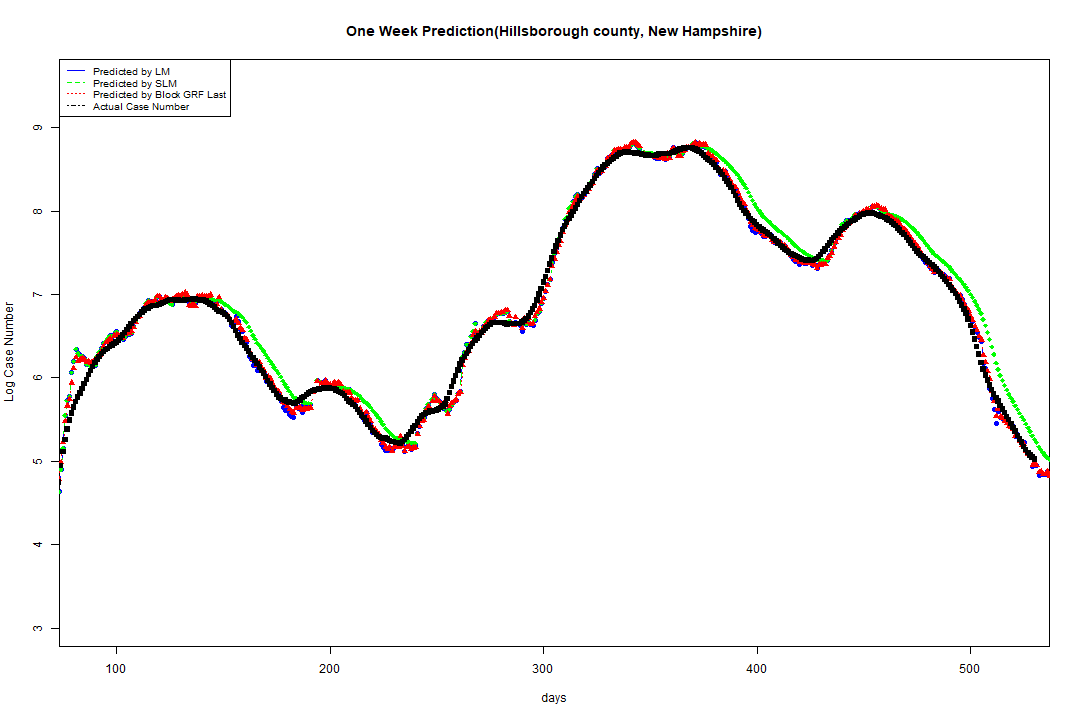 One Week Prediction(Hillsborough county, New Hampshire)
Predicted by LM
Predicted by SLM
Predicted by Block GRF Last
Actual Case Number
9
8
7
6
5
4
3
Log Case Number
100 200 300 400 500
days